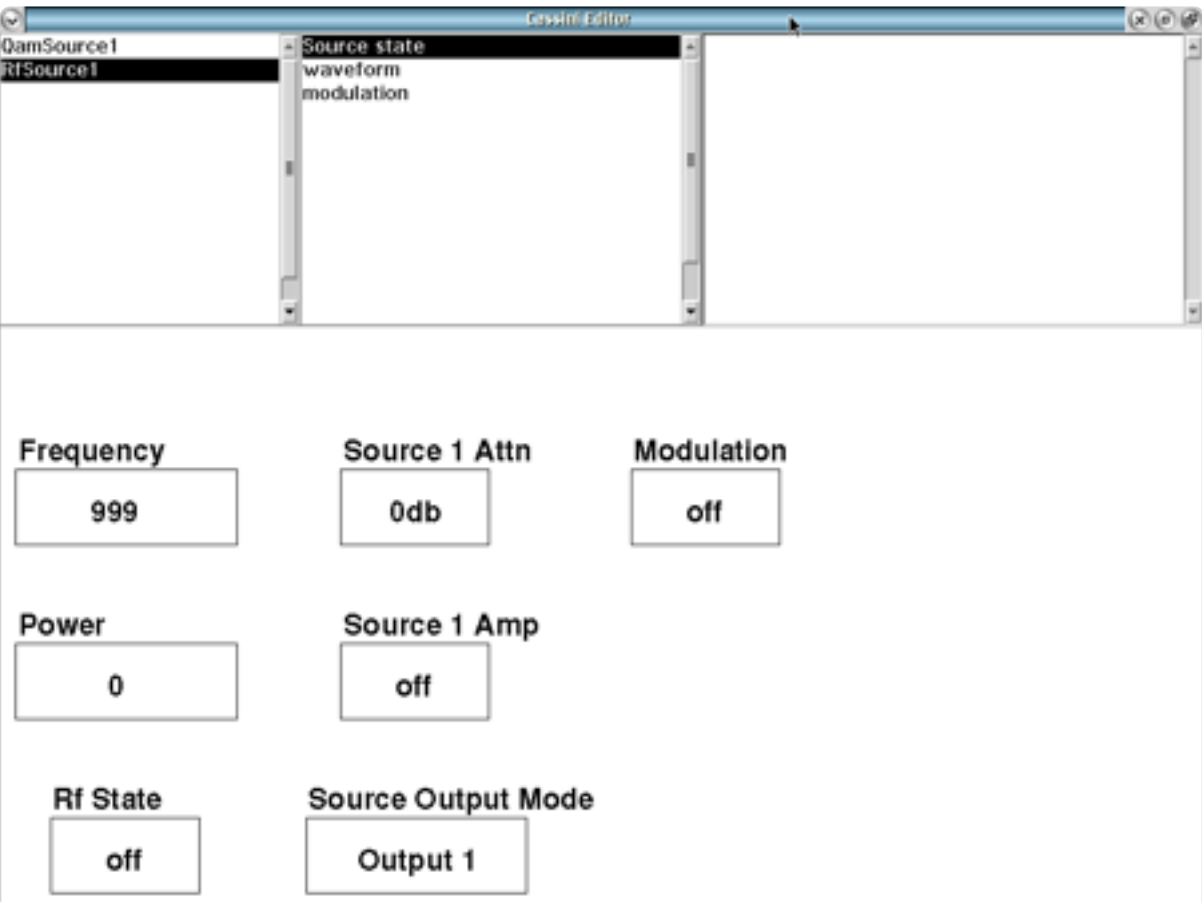 Cassini Editor
QamSource1
RfSource1
Source state
waveform
modulation
Frequency
Source 1 Attn
Modulation
999
0db
off
Power
Source 1 Amp
0
off
Rf State
Source Output Mode
off
Output 1